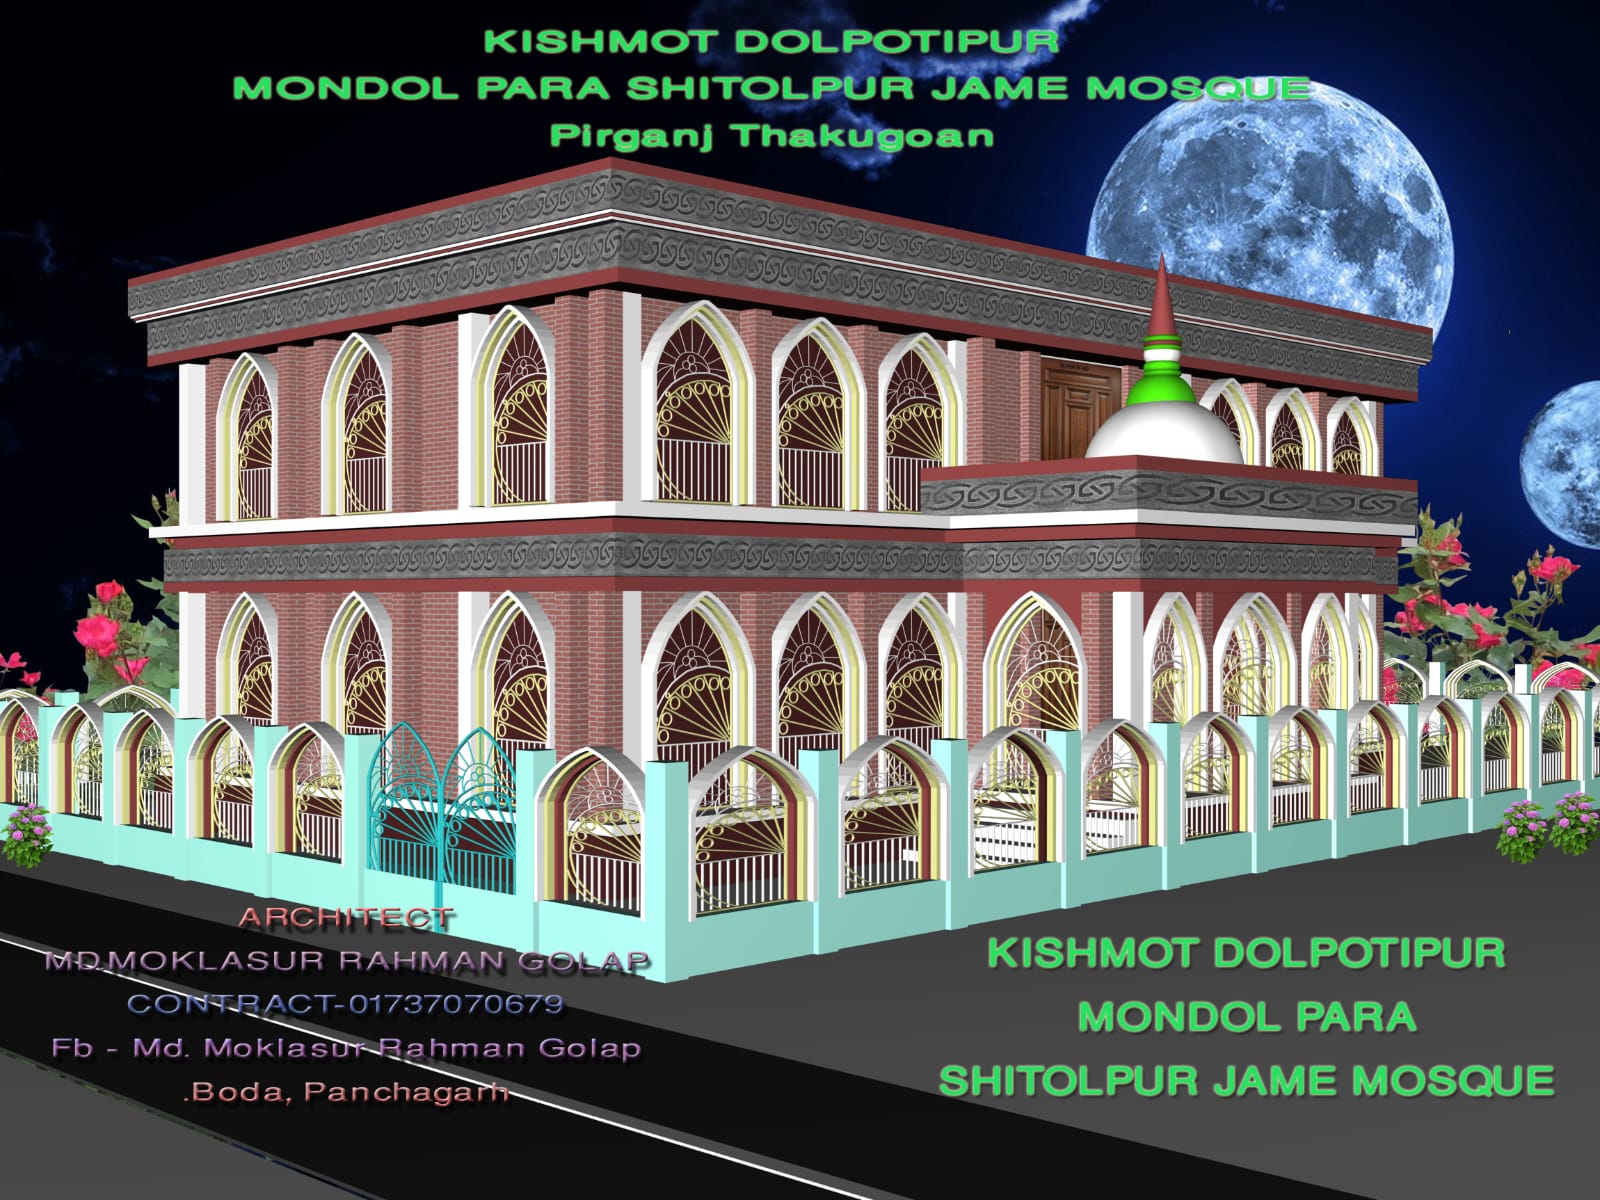 KISHMOT DOLPOTIPUR
MONDOL PARA SHITOLPUR JAME MOSQUE
Pirganj Thakugoan
ARCHITECT
MD.MOKLASUR RAHMAN GOLAP
CONTRACT-01737070679
Fb - Md. Moklasur Rahman Golap
.Boda, Panchagarh
KISHMOT DOLPOTIPUR
MONDOL PARA
SHITOLPUR JAME MOSQUE